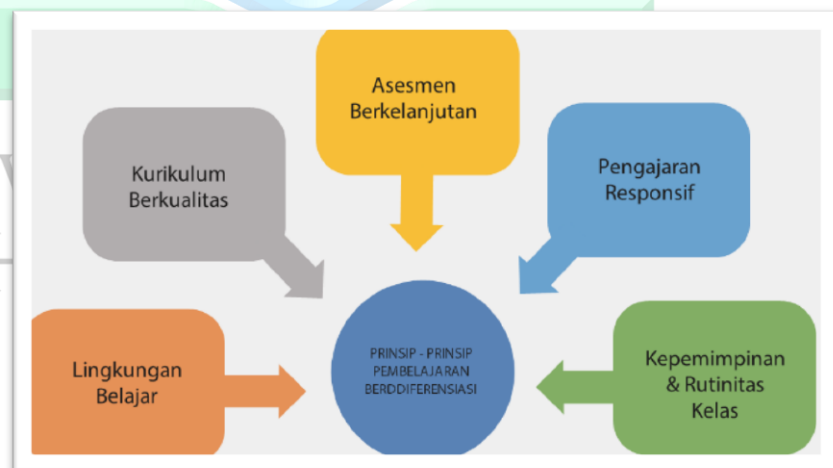 Asesmen
Berkelanjutan
Kurikulum
Berkualitas
Pengajaran
Responsif
Lingkungan
Belajar
PRINSIP - PRINSIP
PEMBELAJARAN
BERDDIFERENSIASI
Kepemimpinan
& Rutinitas
Kelas